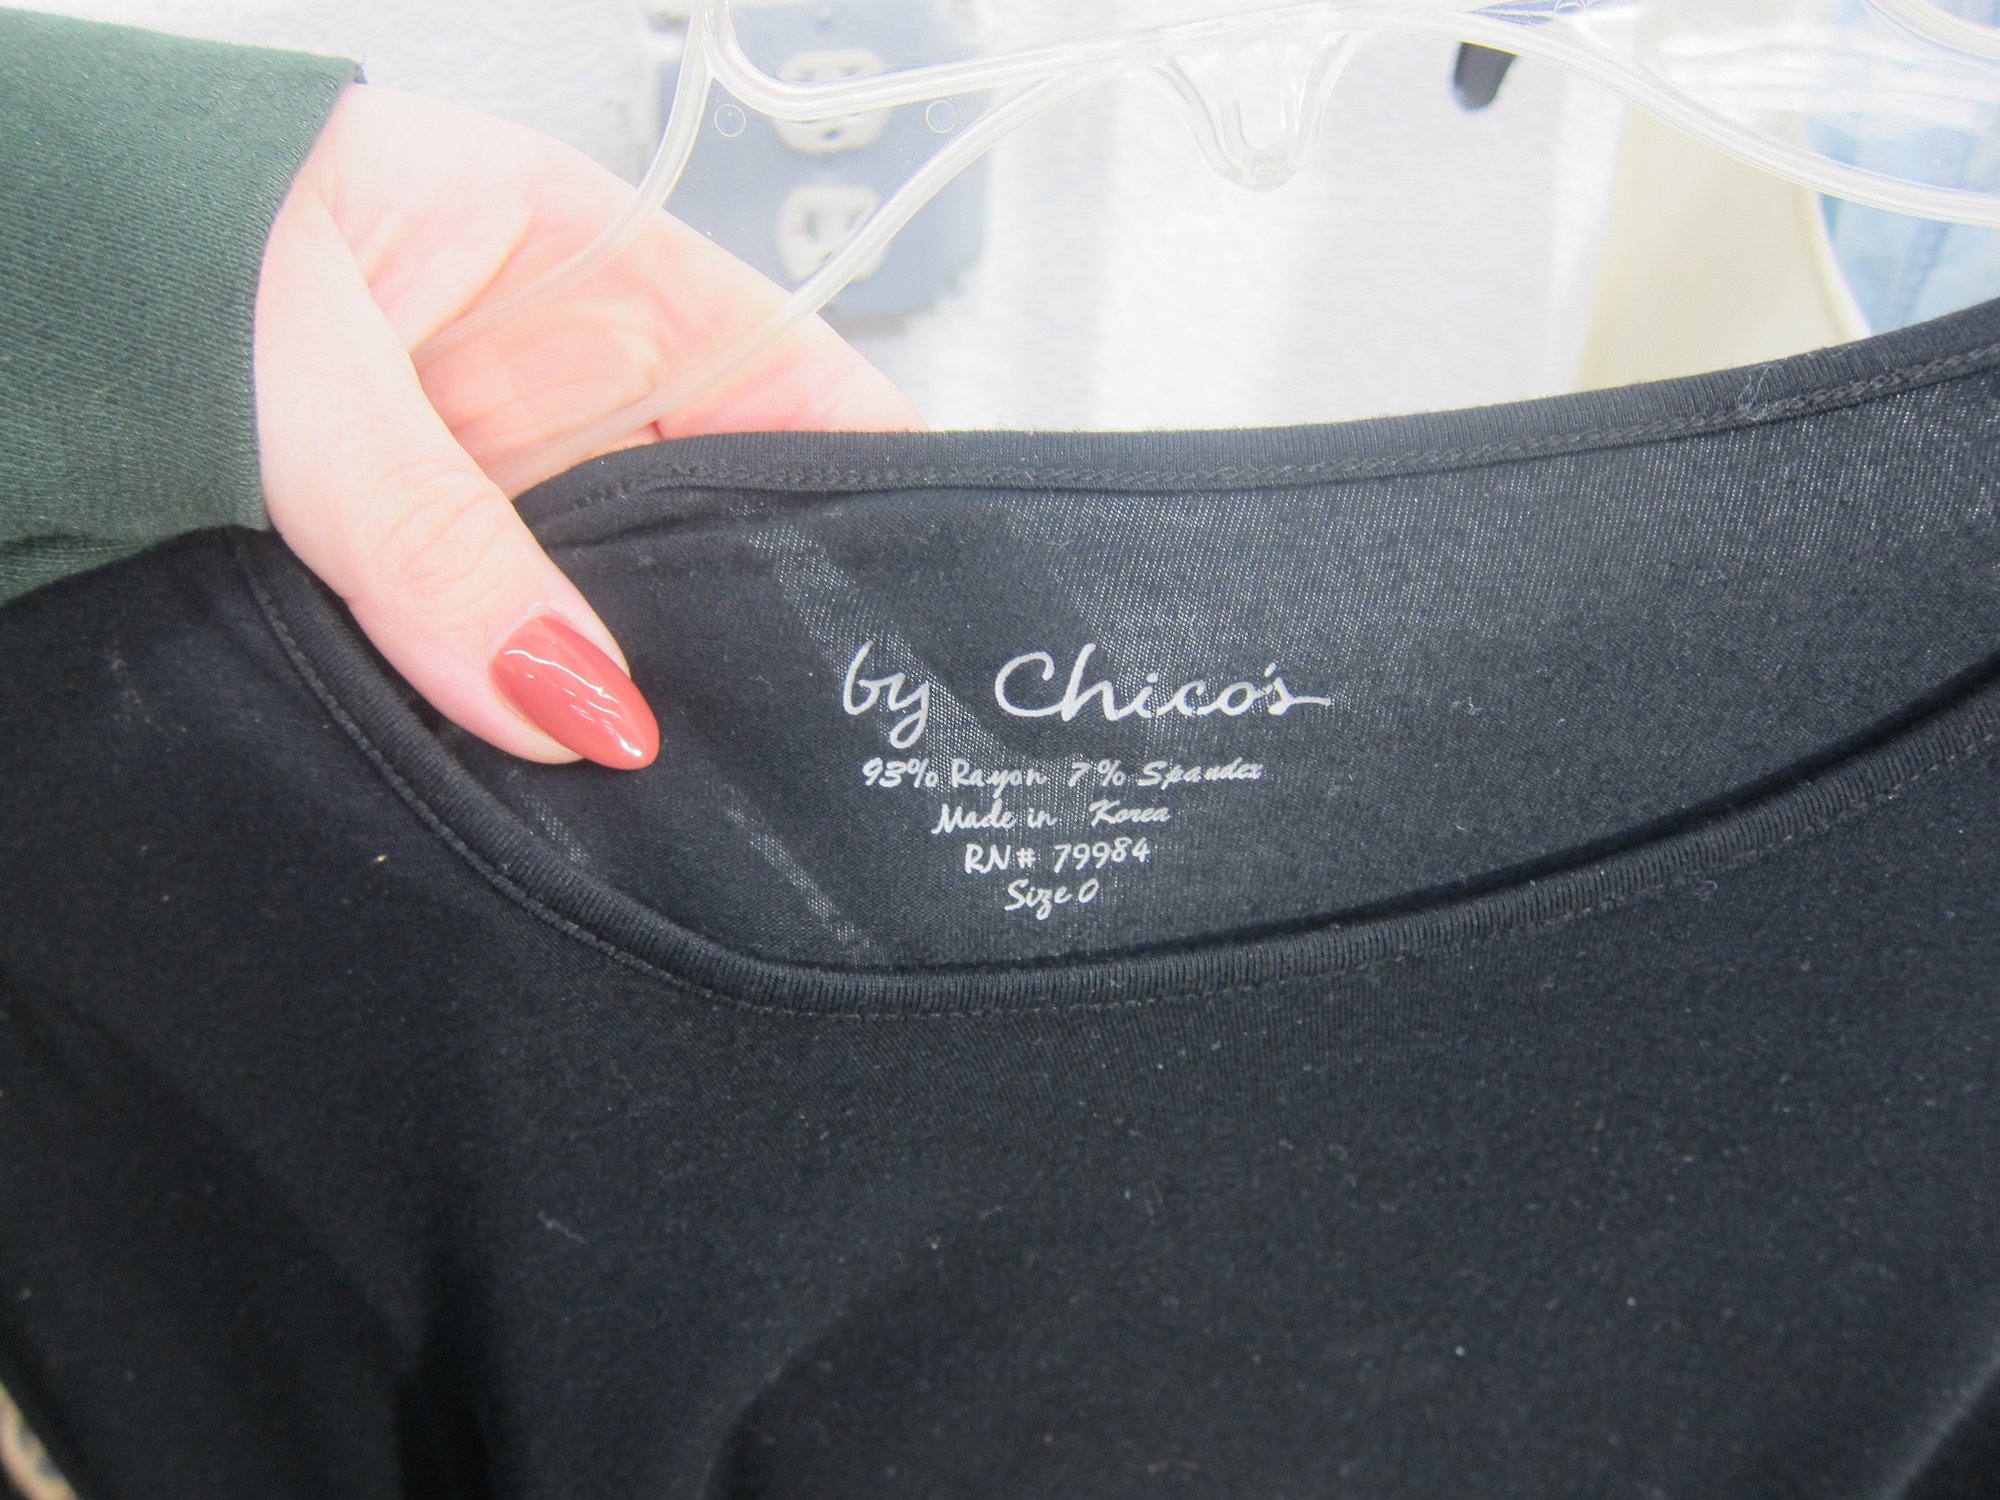 by Chico's
93% Rayon 7% Spandex
Made in Korea
RN# 79984
Size 0